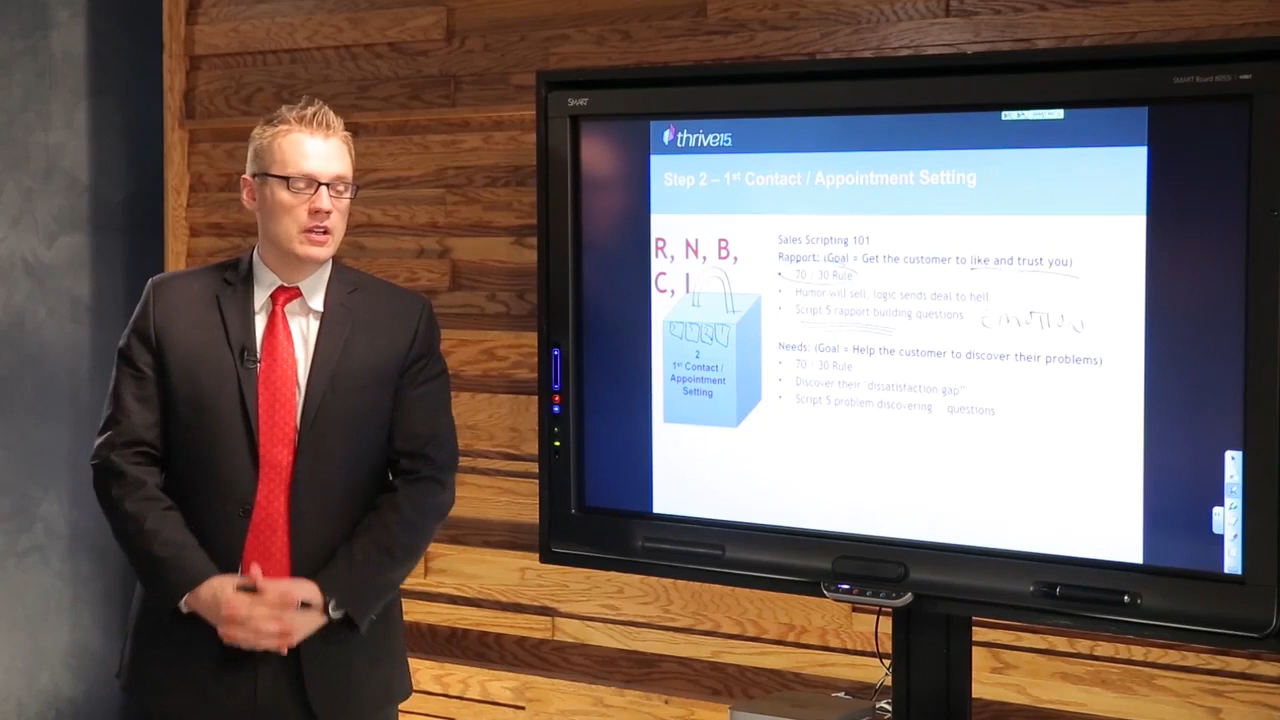 SMART
SMART Board 8055i
thrive15
Step 2 – 1st Contact / Appointment Setting
R, N, B,
C, I
2
1st Contact /
Appointment
Setting
Sales Scripting 101
Rapport: (Goal = Get the customer to like and trust you)
• 70 / 30 Rule
• Humor will sell, logic sends deal to hell
• Script 5 rapport building questions
Needs: (Goal = Help the customer to discover their problems)
• 70 / 30 Rule
• Discover their "dissatisfaction gap"
• Script 5 problem discovering questions